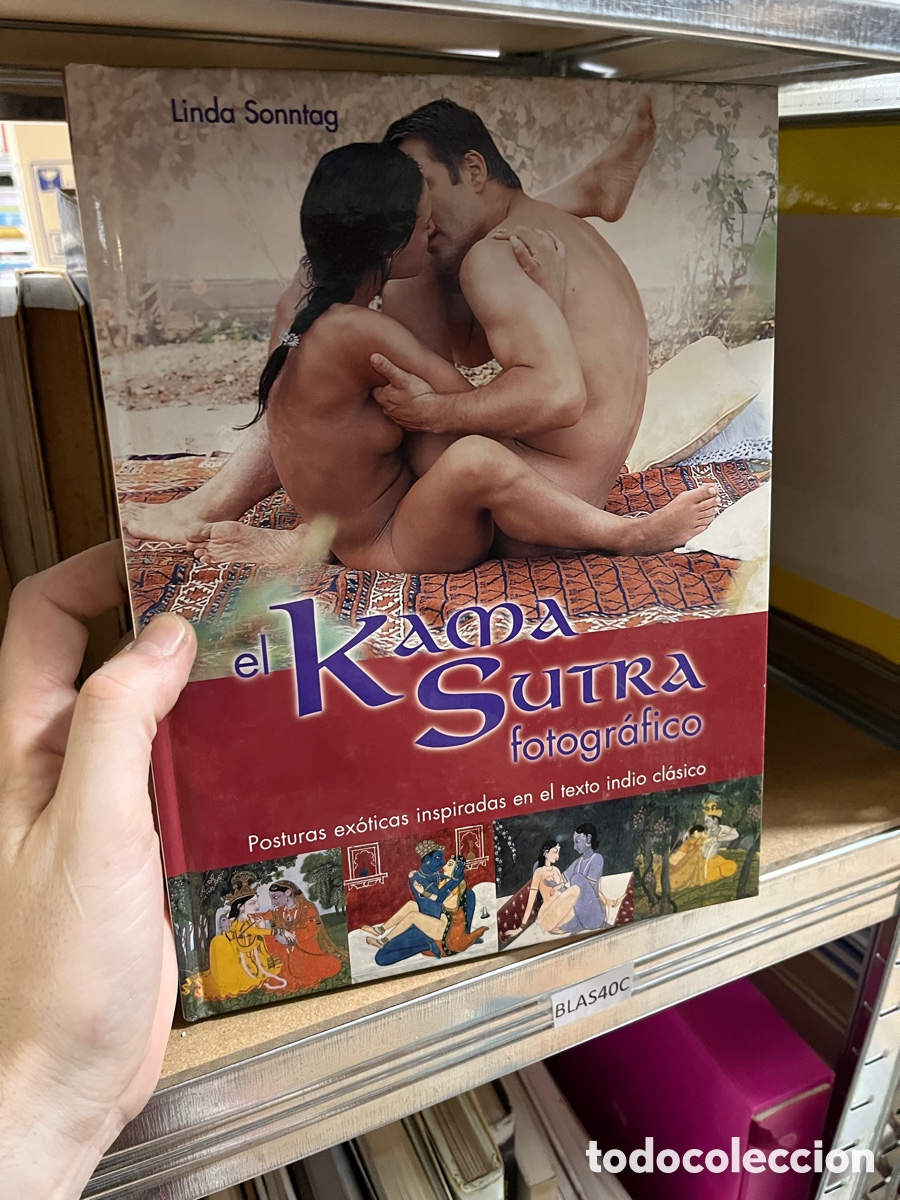 Linda Sonntag
el Kama
Sutra
fotográfico
Posturas exóticas inspiradas en el texto indio clásico
BLAS40C
todocoleccion